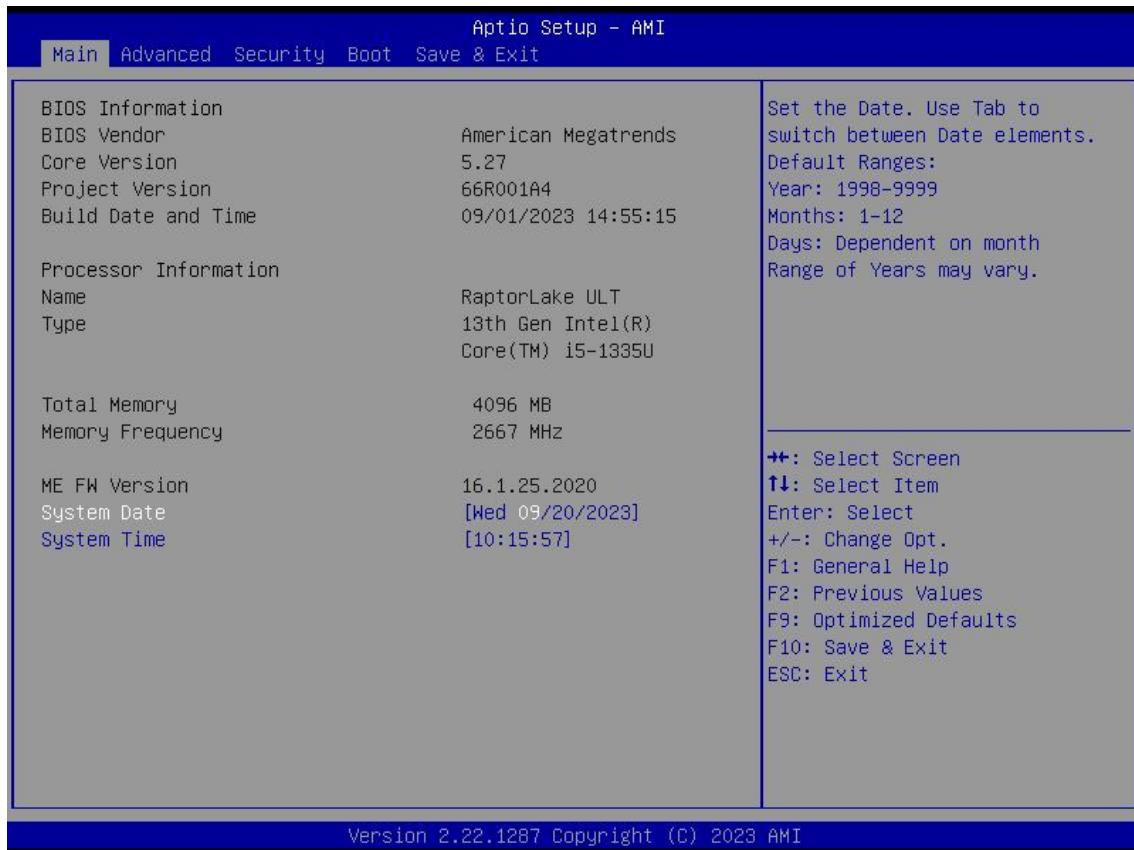 Aptio Setup - AMI
Main Advanced Security Boot Save & Exit
BIOS Information
BIOS Vendor American Megatrends
Core Version 5.27
Project Version 66R001A4
Build Date and Time 09/01/2023 14:55:15
Processor Information
Name RaptorLake ULT
Type 13th Gen Intel(R)
Core(TM) i5-1335U
Total Memory 4096 MB
Memory Frequency 2667 MHz
ME FW Version 16.1.25.2020
System Date [Wed 09/20/2023]
System Time [10:15:57]
Set the Date. Use Tab to
switch between Date elements.
Default Ranges:
Year: 1998-9999
Months: 1-12
Days: Dependent on month
Range of Years may vary.
→←: Select Screen
↑↓: Select Item
Enter: Select
+/-: Change Opt.
F1: General Help
F2: Previous Values
F9: Optimized Defaults
F10: Save & Exit
ESC: Exit
Version 2.22.1287 Copyright (C) 2023 AMI